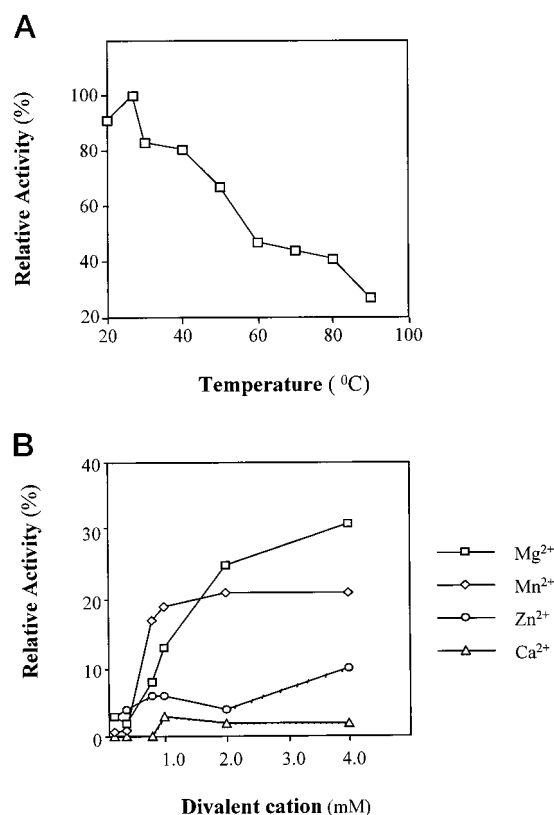 A
Relative Activity (%)
100
80
60
40
20
20
40
60
80
100
Temperature ( ⁰C)
B
Relative Activity (%)
40
30
20
10
0
1.0
2.0
3.0
4.0
Divalent cation (mM)
Mg²⁺
Mn²⁺
Zn²⁺
Ca²⁺